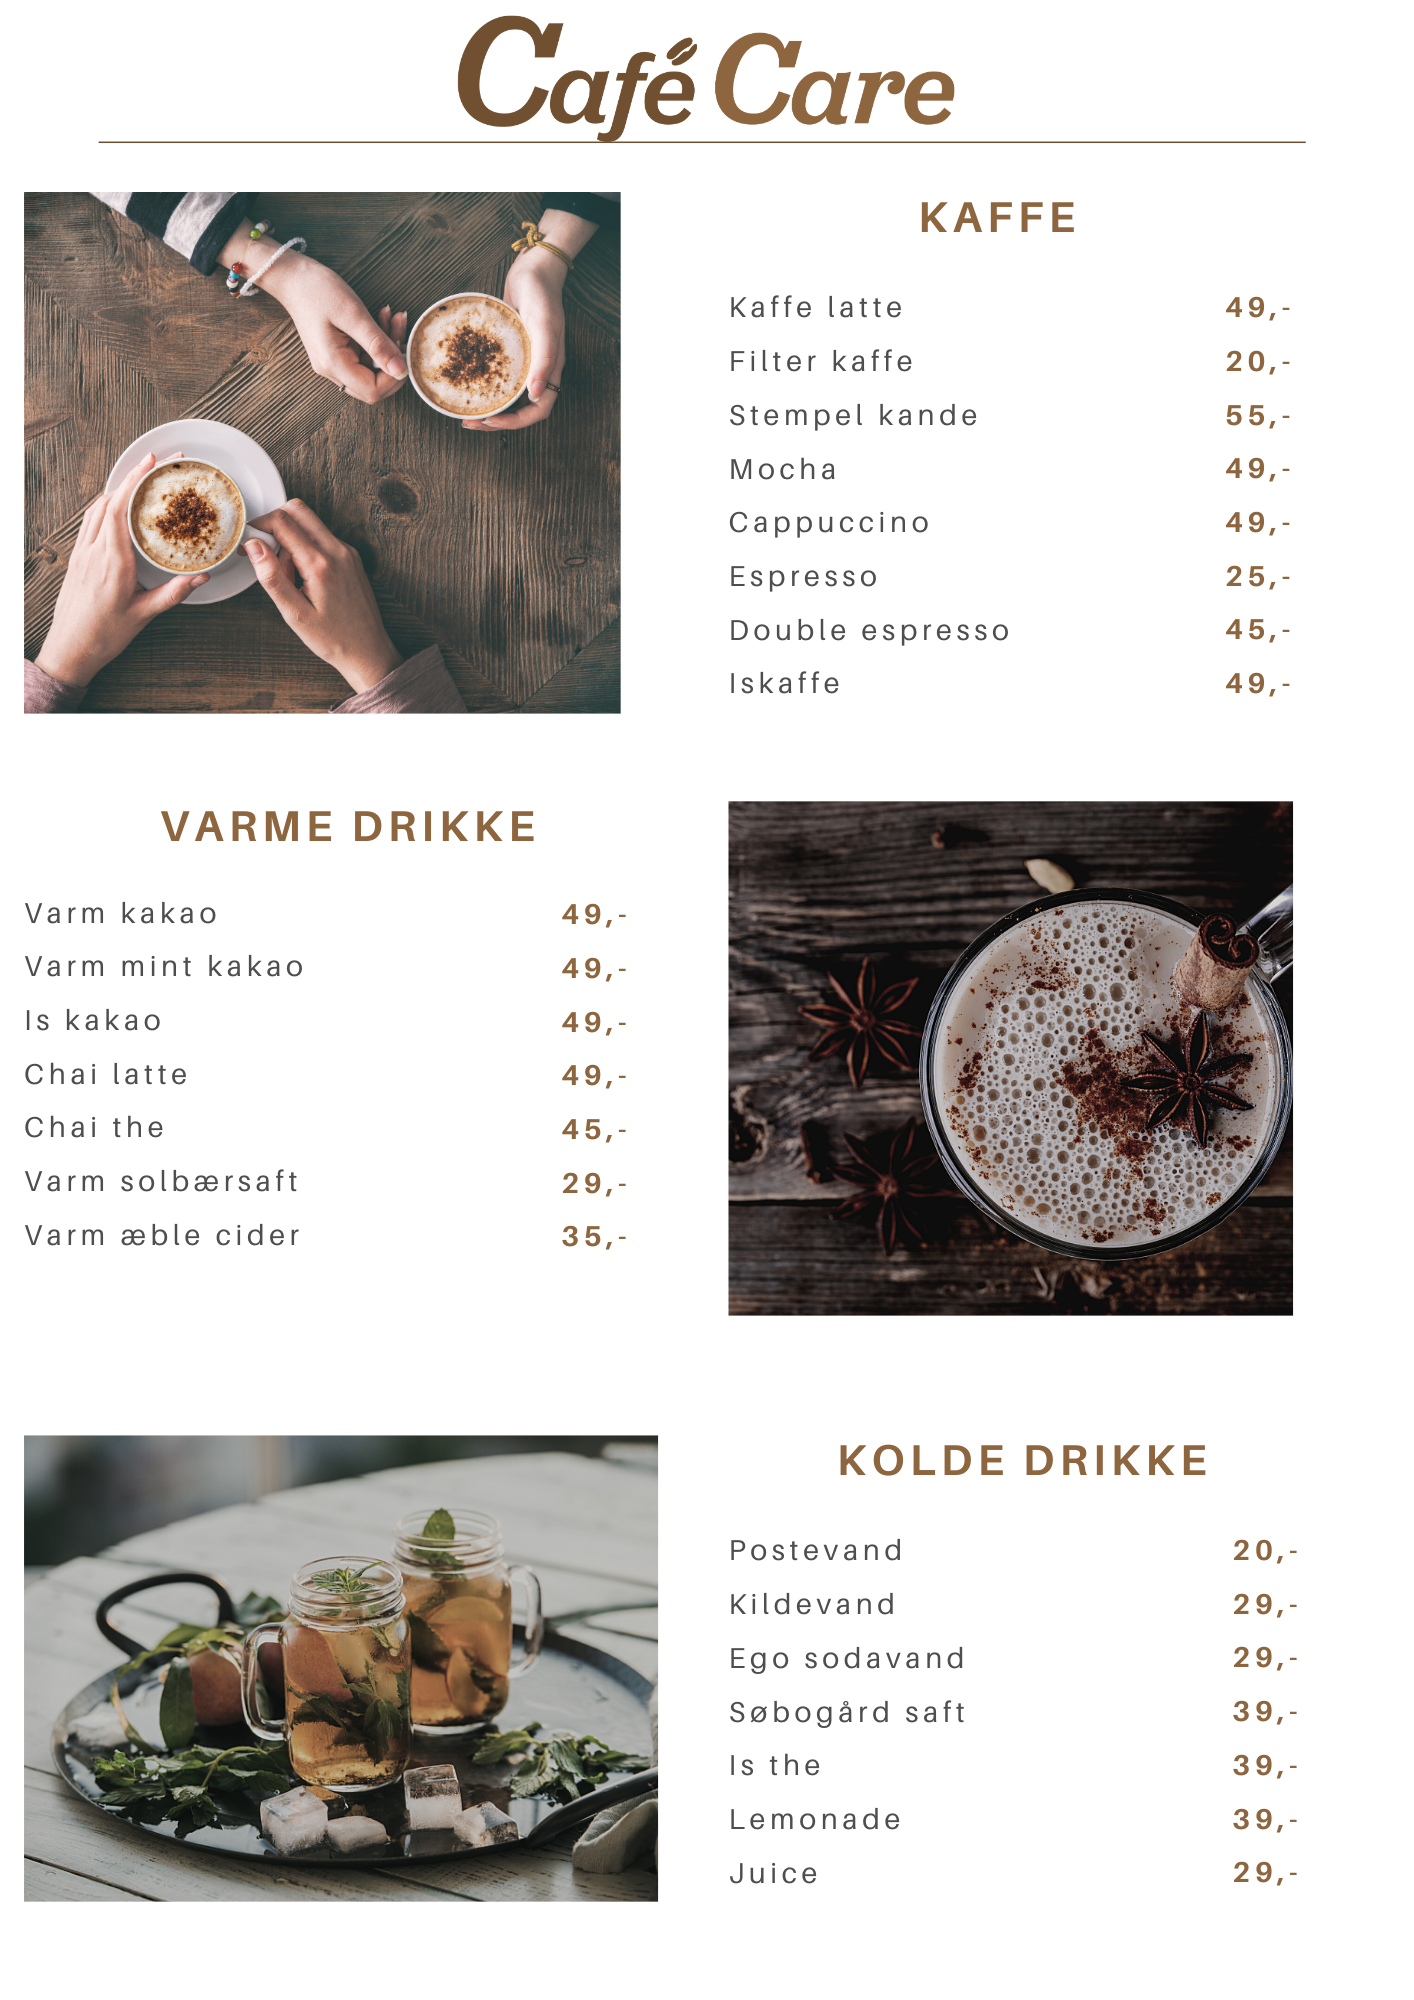 Café Care
KAFFE
Kaffe latte 49,-
Filter kaffe 20,-
Stempel kande 55,-
Mocha 49,-
Cappuccino 49,-
Espresso 25,-
Double espresso 45,-
Iskaffe 49,-
VARME DRIKKE
Varm kakao 49,-
Varm mint kakao 49,-
Is kakao 49,-
Chai latte 49,-
Chai the 45,-
Varm solbærsaft 29,-
Varm æble cider 35,-
KOLDE DRIKKE
Postevand 20,-
Kildevand 29,-
Ego sodavand 29,-
Søbogård saft 39,-
Is the 39,-
Lemonade 39,-
Juice 29,-